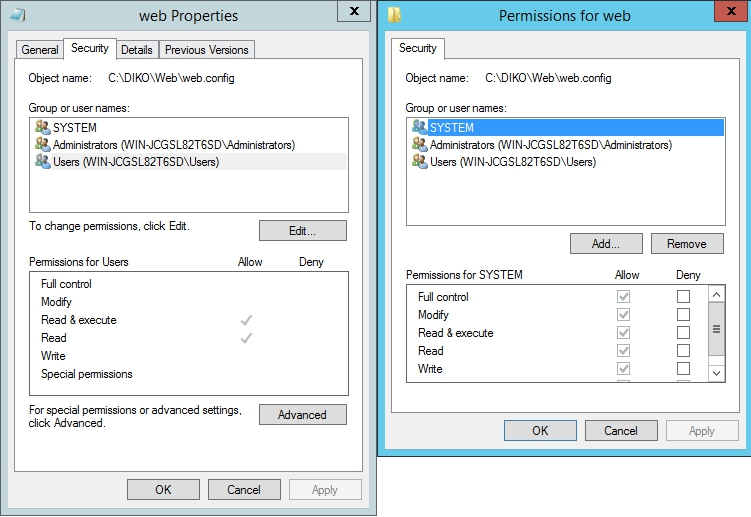 web Properties
X
General
Security
Details
Previous Versions
Object name:
C:\DIKO\Web\web.config
Group or user names:
SYSTEM
Administrators (WIN-JCGSL82T6SD\Administrators)
Users (WIN-JCGSL82T6SD\Users)
To change permissions, click Edit.
Edit...
Permissions for Users
Allow
Deny
Full control
Modify
Read & execute
Read
Write
Special permissions
For special permissions or advanced settings,
click Advanced.
Advanced
OK
Cancel
Apply
Permissions for web
X
Security
Object name:
C:\DIKO\Web\web.config
Group or user names:
SYSTEM
Administrators (WIN-JCGSL82T6SD\Administrators)
Users (WIN-JCGSL82T6SD\Users)
Add...
Remove
Permissions for SYSTEM
Allow
Deny
Full control
Modify
Read & execute
Read
Write
OK
Cancel
Apply